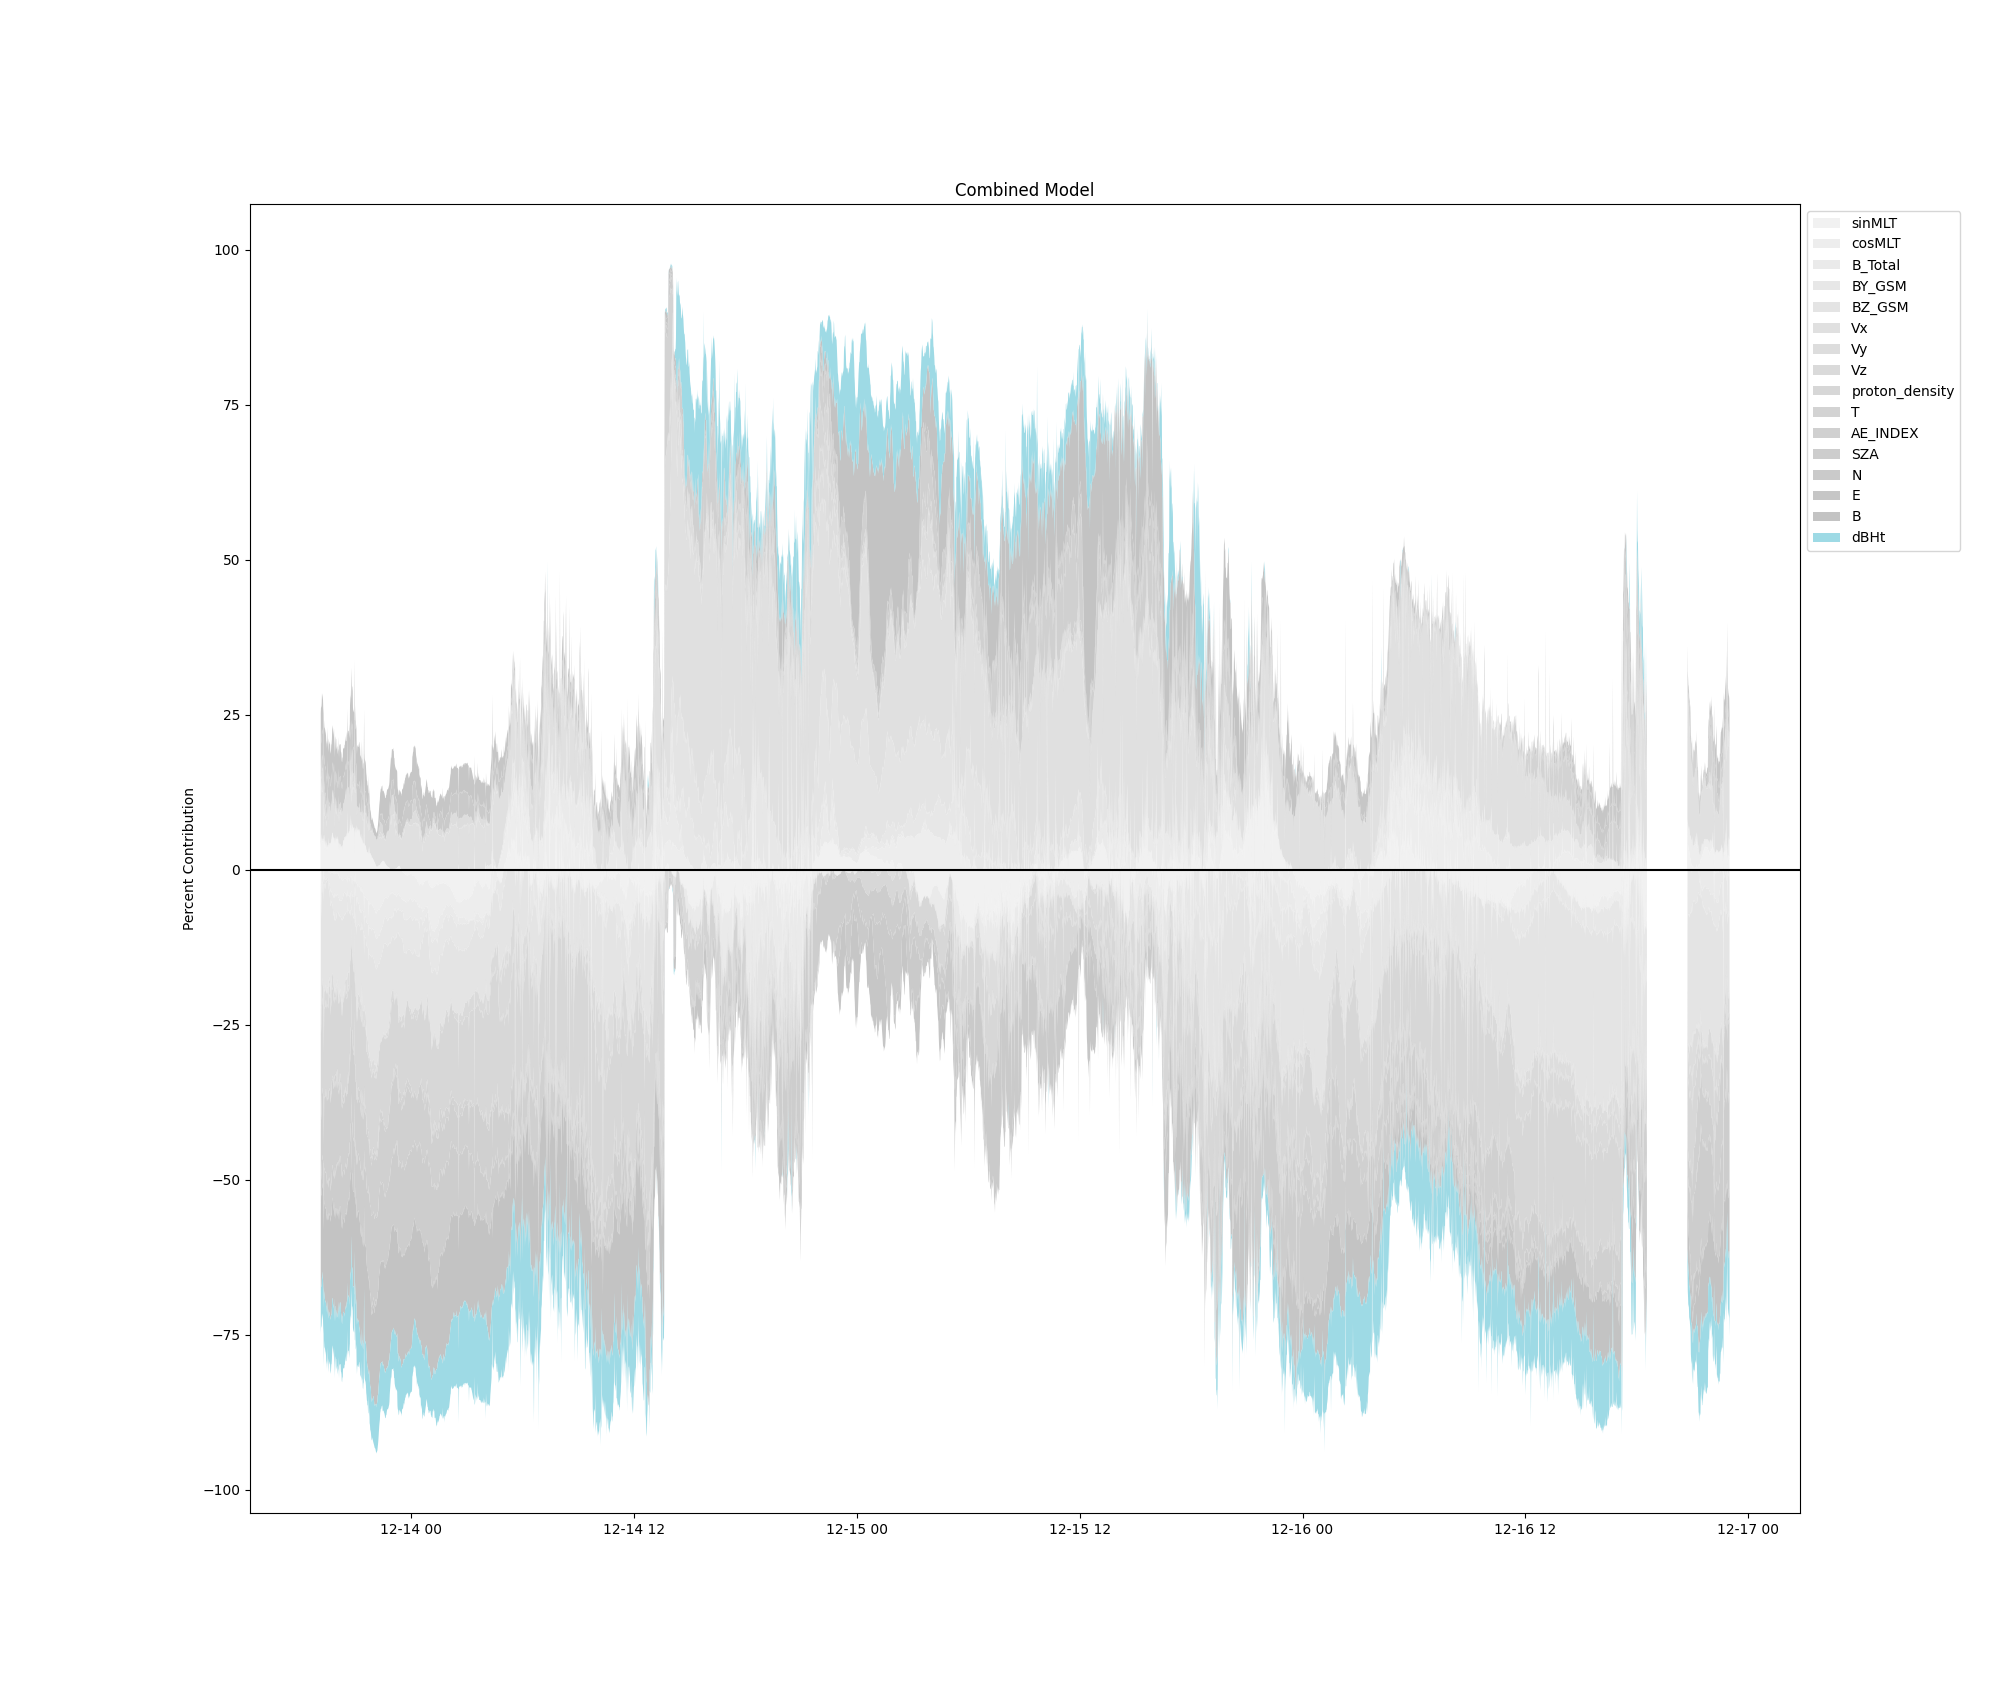 Combined Model
100
75
50
25
0
−25
−50
−75
−100
Percent Contribution
12-14 00
12-14 12
12-15 00
12-15 12
12-16 00
12-16 12
12-17 00
sinMLT
cosMLT
B_Total
BY_GSM
BZ_GSM
Vx
Vy
Vz
proton_density
T
AE_INDEX
SZA
N
E
B
dBHt